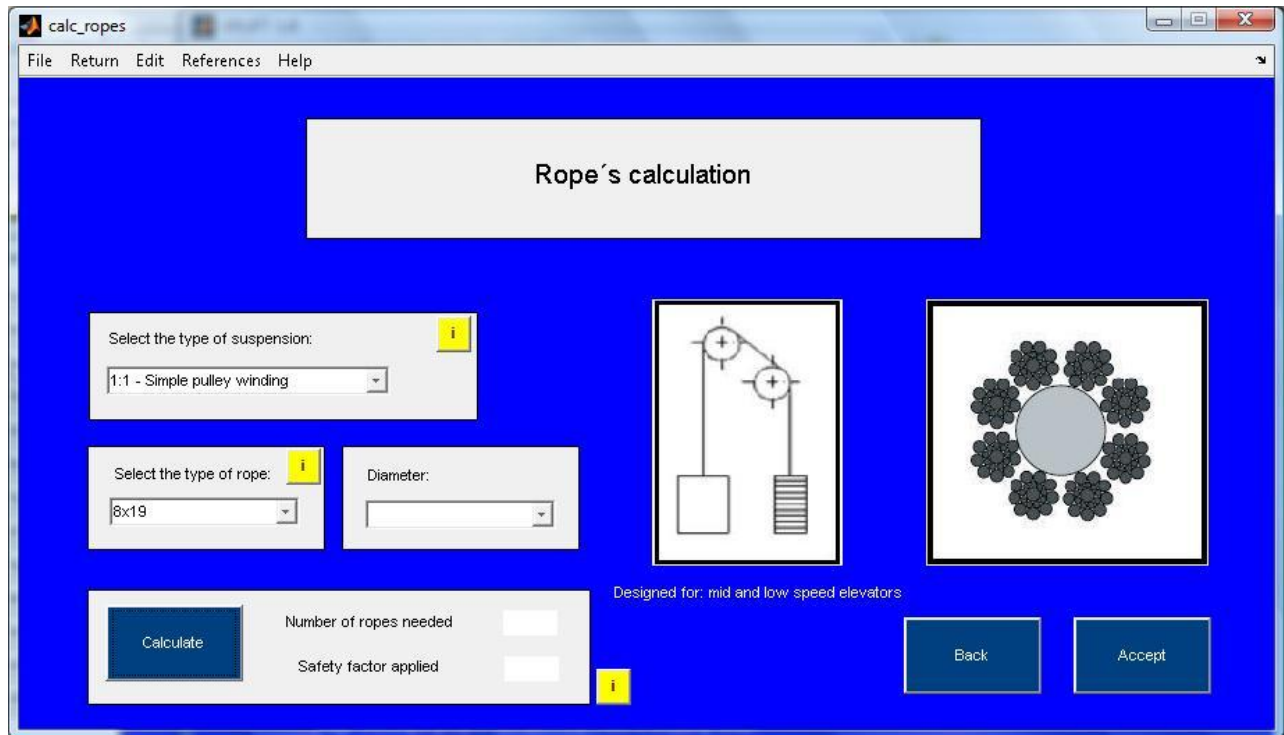 calc_ropes
File Return Edit References Help
Rope´s calculation
Select the type of suspension:
i
1:1 - Simple pulley winding
Select the type of rope:
i
8x19
Diameter:
Designed for: mid and low speed elevators
Calculate
Number of ropes needed
Safety factor applied
i
Back
Accept